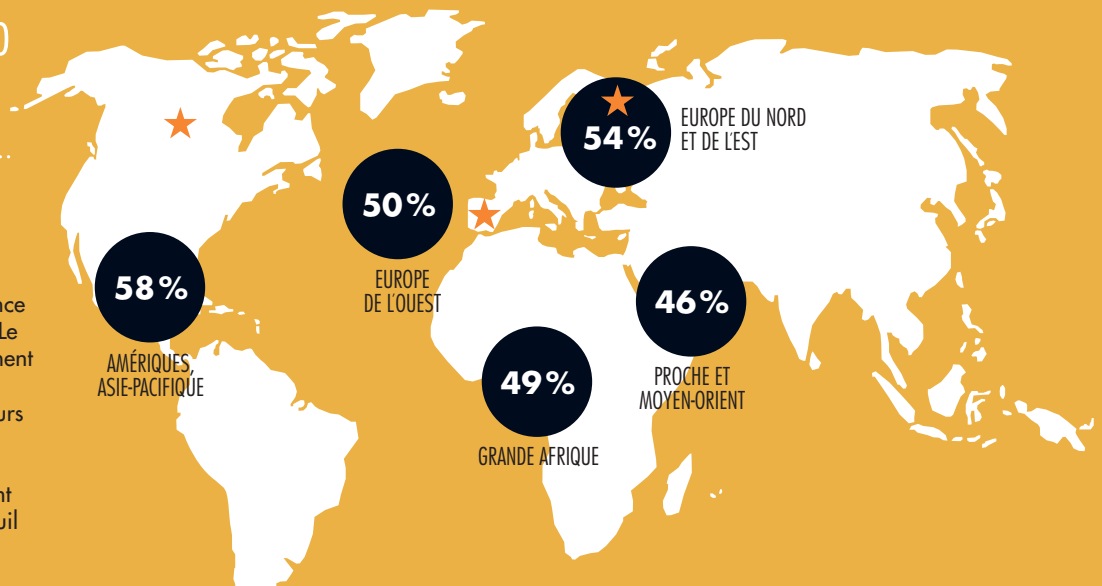 54%
EUROPE DU NORD
ET DE L'EST
50%
EUROPE
DE L'OUEST
58%
AMÉRIQUES,
ASIE-PACIFIQUE
46%
PROCHE ET
MOYEN-ORIENT
49%
GRANDE AFRIQUE
Le